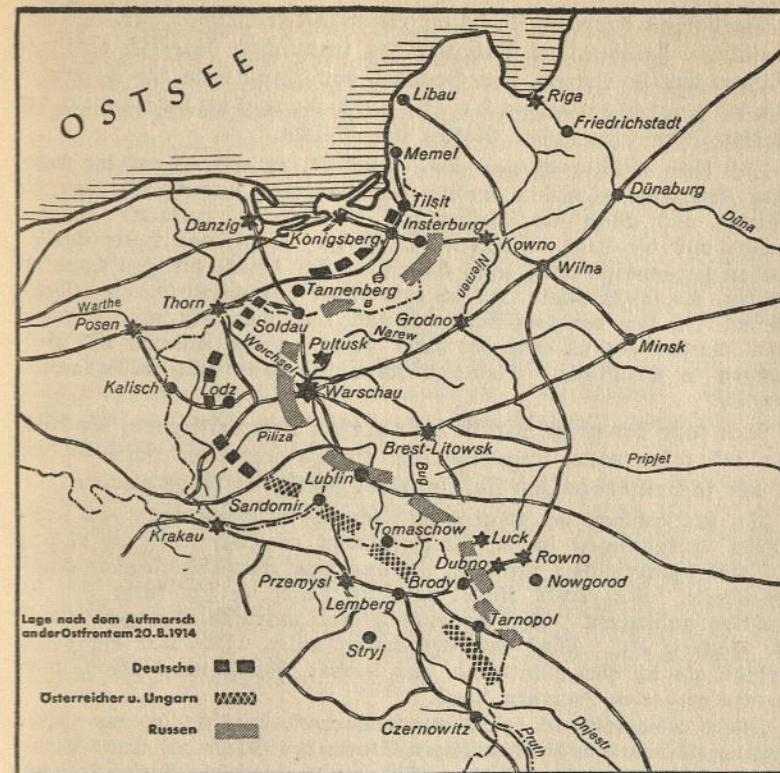 OSTSEE
Libau
Riga
Friedrichstadt
Memel
Dünaburg
Düna
Tilsit
Danzig
Königsberg
Insterburg
Kowno
Niemen
Wilna
Tannenberg
Warthe
Thorn
Posen
Soldau
Grodno
Narew
Minsk
Weichsel
Pultusk
Kalisch
Lodz
Warschau
Piliza
Brest-Litowsk
Pripjet
Bug
Lublin
Sandomir
Krakau
Tomaschow
Luck
Dubno
Rowno
Przemysl
Brody
Nowgorod
Lemberg
Tarnopol
Stryj
Lage nach dem Aufmarsch
an der Ostfront am 20.8.1914
Deutsche
Österreicher u. Ungarn
Russen
Czernowitz
Pruth
Dnjestr